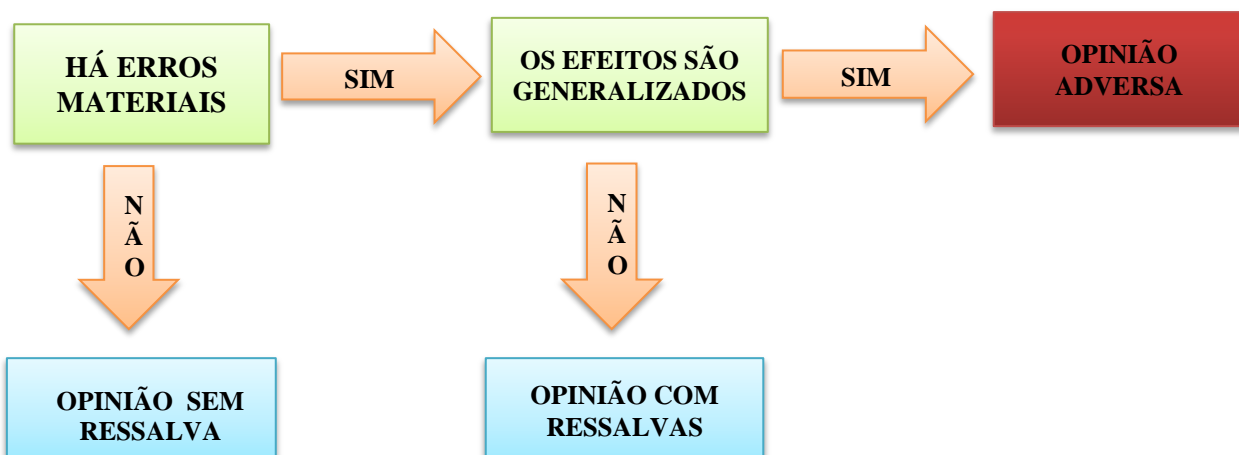 HÁ ERROS
MATERIAIS
SIM
OS EFEITOS SÃO
GENERALIZADOS
SIM
OPINIÃO
ADVERSA
N
Ã
O
N
Ã
O
OPINIÃO SEM
RESSALVA
OPINIÃO COM
RESSALVAS